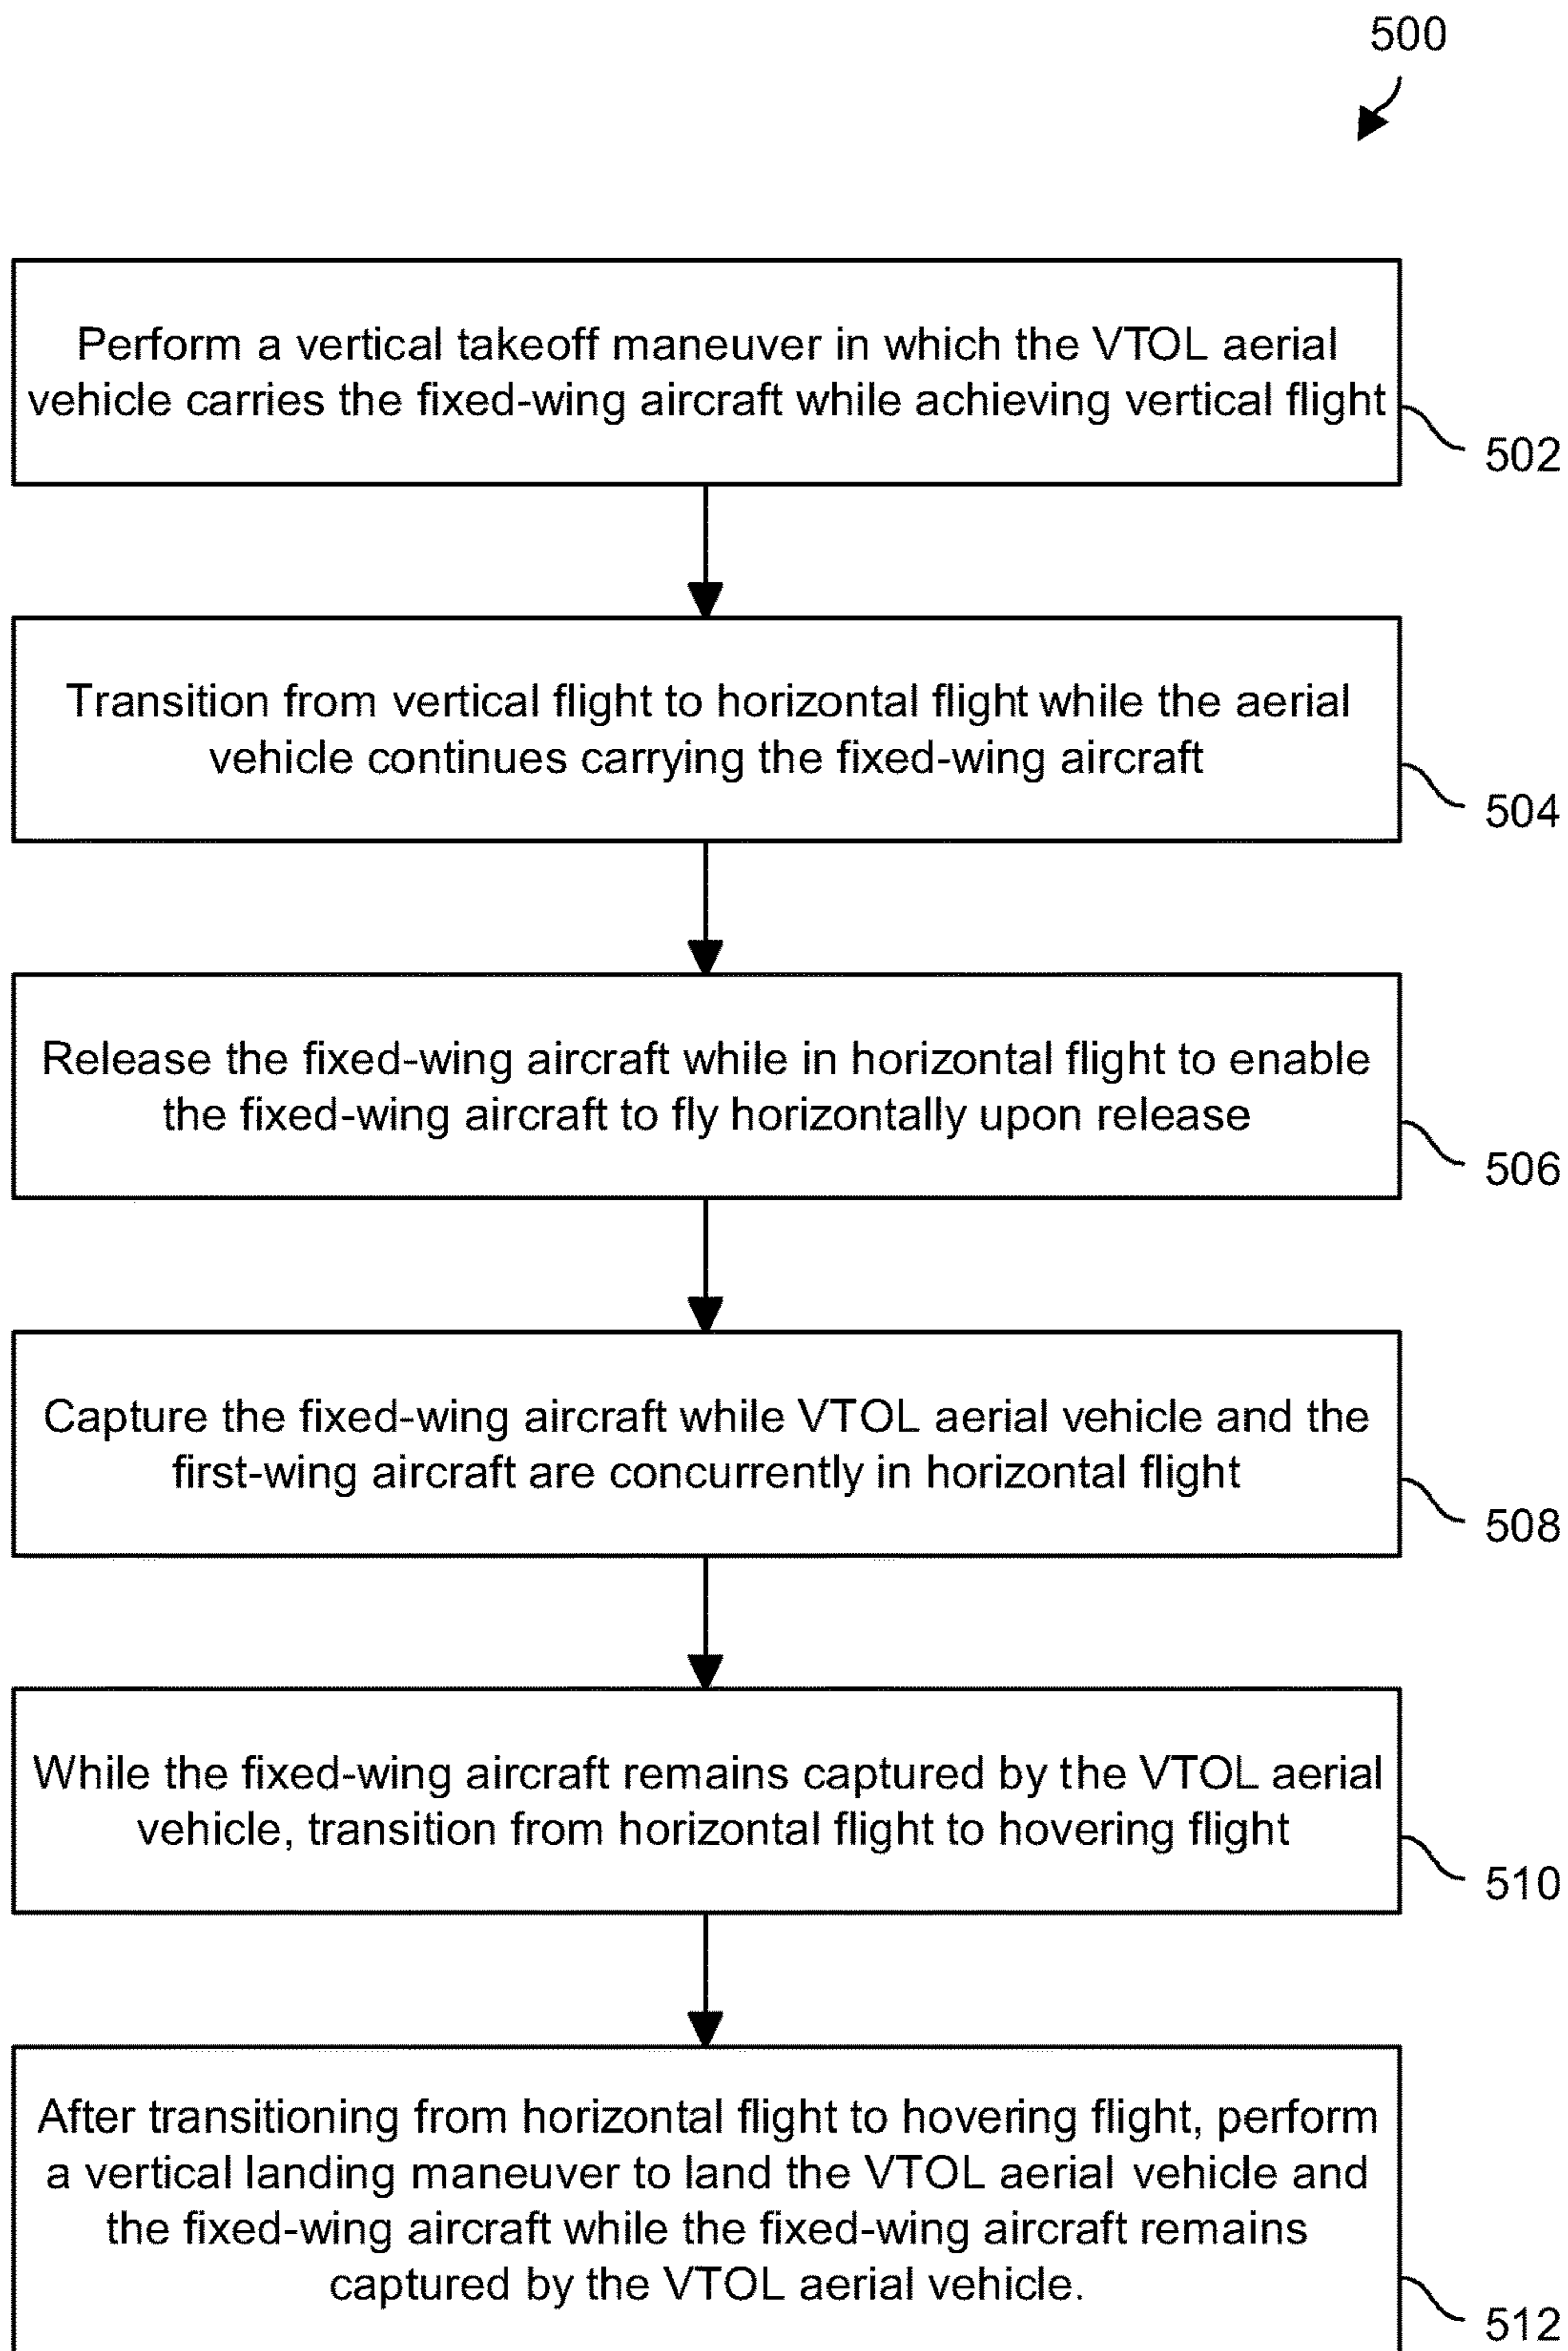 500
Perform a vertical takeoff maneuver in which the VTOL aerial
vehicle carries the fixed-wing aircraft while achieving vertical flight
502
Transition from vertical flight to horizontal flight while the aerial
vehicle continues carrying the fixed-wing aircraft
504
Release the fixed-wing aircraft while in horizontal flight to enable
the fixed-wing aircraft to fly horizontally upon release
506
Capture the fixed-wing aircraft while VTOL aerial vehicle and the
first-wing aircraft are concurrently in horizontal flight
508
While the fixed-wing aircraft remains captured by the VTOL aerial
vehicle, transition from horizontal flight to hovering flight
510
After transitioning from horizontal flight to hovering flight, perform
a vertical landing maneuver to land the VTOL aerial vehicle and
the fixed-wing aircraft while the fixed-wing aircraft remains
captured by the VTOL aerial vehicle.
512